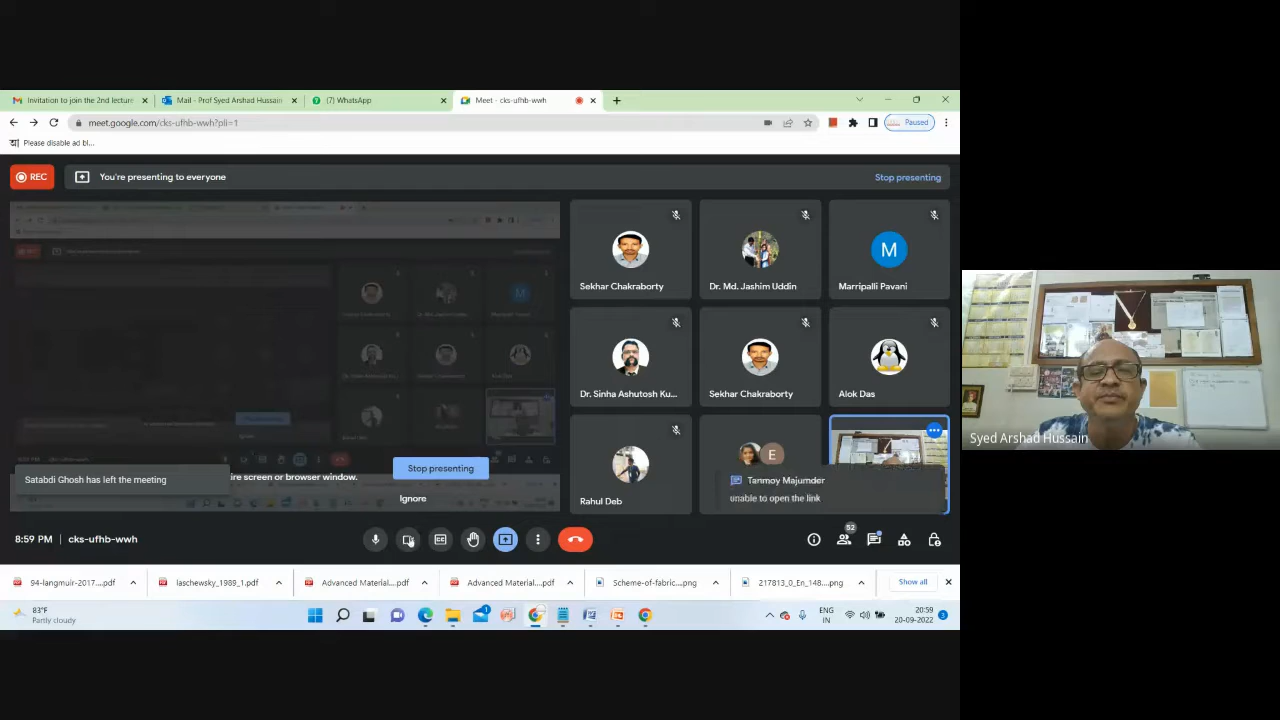 Invitation to join the 2nd lecture
Mail - Prof Syed Arshad Hussain
(7) WhatsApp
Meet - cks-ufhb-wwh
meet.google.com/cks-ufhb-wwh?pli=1
Paused
Please disable ad bl...
REC
You're presenting to everyone
Stop presenting
Sekhar Chakraborty
Dr. Md. Jashim Uddin
Marripalli Pavani
M
Dr. Sinha Ashutosh Ku...
Sekhar Chakraborty
Alok Das
Rahul Deb
E
Tanmoy Majumder
unable to open the link
Satabdi Ghosh has left the meeting
ire screen or browser window.
Stop presenting
Ignore
Syed Arshad Hussain
8:59 PM | cks-ufhb-wwh
52
94-langmuir-2017....pdf
laschewsky_1989_1.pdf
Advanced Material....pdf
Advanced Material....pdf
Scheme-of-fabric....png
217813_0_En_148....png
Show all
83°F
Partly cloudy
1
ENG
IN
20:59
20-09-2022
3